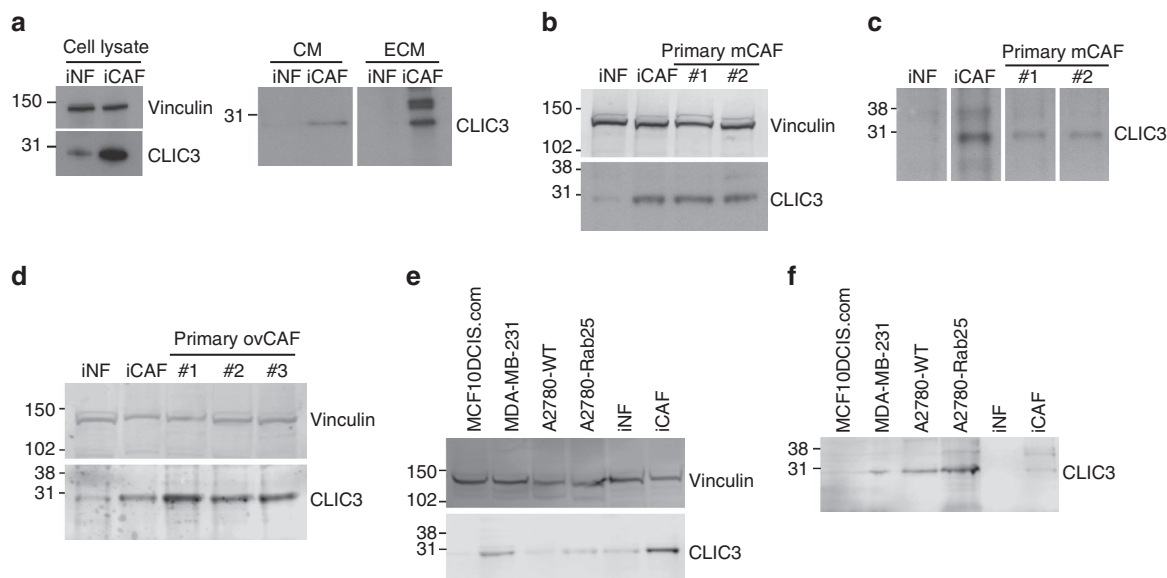 a
Cell lysate
iNF iCAF
150
Vinculin
31
CLIC3
CM ECM
iNF iCAF iNF iCAF
31
CLIC3
b
Primary mCAF
iNF iCAF #1 #2
150
Vinculin
102
38
31
CLIC3
c
Primary mCAF
iNF iCAF #1 #2
38
31
CLIC3
d
Primary ovCAF
iNF iCAF #1 #2 #3
150
Vinculin
102
38
31
CLIC3
e
MCF10DCIS.com
MDA-MB-231
A2780-WT
A2780-Rab25
iNF
iCAF
150
Vinculin
102
38
31
CLIC3
f
MCF10DCIS.com
MDA-MB-231
A2780-WT
A2780-Rab25
iNF
iCAF
38
31
CLIC3